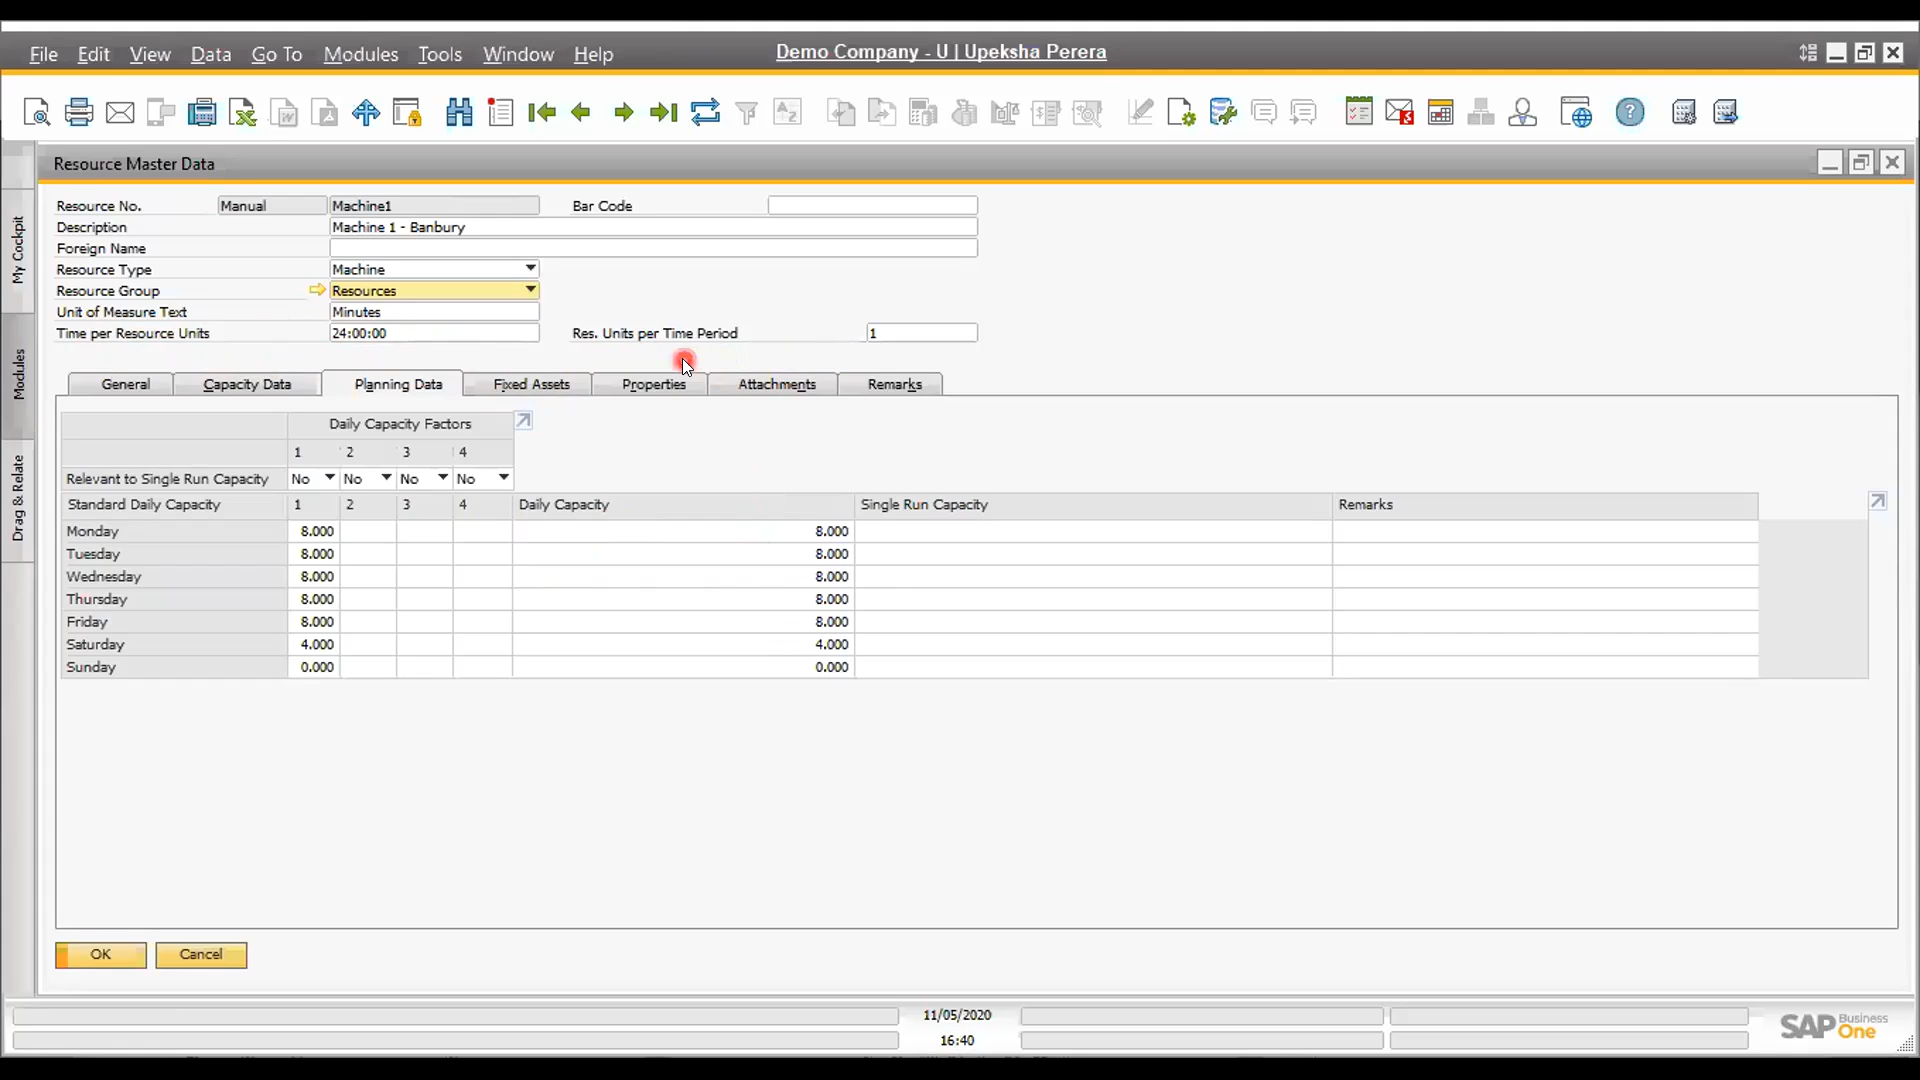 File Edit View Data Go To Modules Tools Window Help
Demo Company - U | Upeksha Perera
Resource Master Data
My Cockpit
Modules
Drag & Relate
Resource No. Manual Machine1 Bar Code
Description Machine 1 - Banbury
Foreign Name
Resource Type Machine
Resource Group Resources
Unit of Measure Text Minutes
Time per Resource Units 24:00:00 Res. Units per Time Period 1
General Capacity Data Planning Data Fixed Assets Properties Attachments Remarks
Daily Capacity Factors
1 2 3 4
Relevant to Single Run Capacity No No No No
Standard Daily Capacity 1 2 3 4 Daily Capacity Single Run Capacity Remarks
Monday 8.000 8.000
Tuesday 8.000 8.000
Wednesday 8.000 8.000
Thursday 8.000 8.000
Friday 8.000 8.000
Saturday 4.000 4.000
Sunday 0.000 0.000
OK Cancel
11/05/2020
16:40
SAP Business One